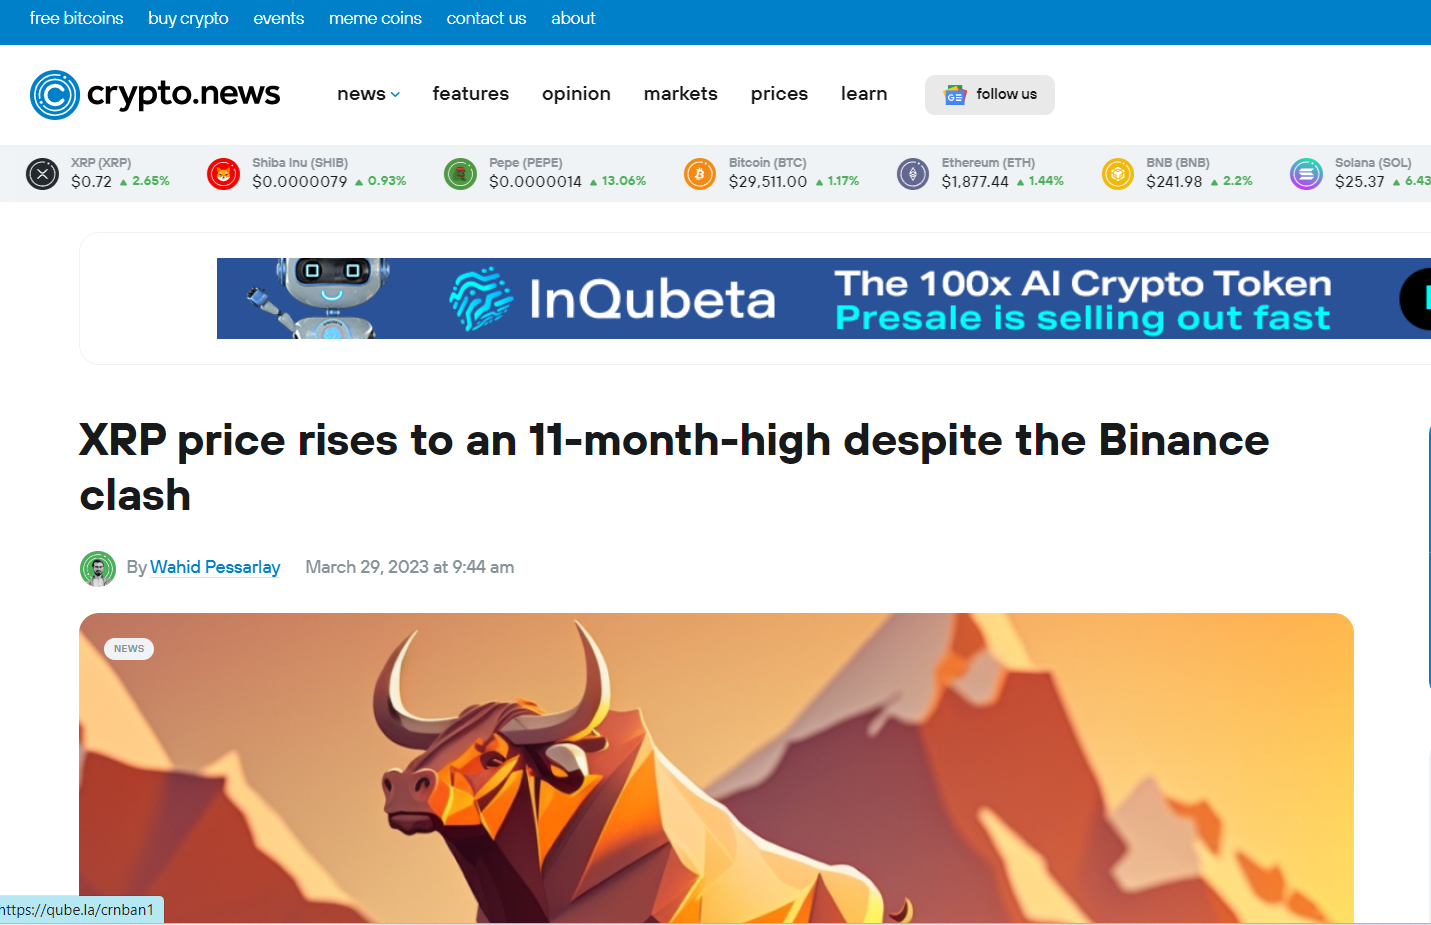 free bitcoins buy crypto events meme coins contact us about
crypto.news news features opinion markets prices learn follow us
XRP (XRP) Shiba Inu (SHIB) Pepe (PEPE) Bitcoin (BTC) Ethereum (ETH) BNB (BNB) Solana (SOL)
$0.72 ▲ 2.65% $0.0000079 ▲ 0.93% $0.0000014 ▲ 13.06% $29,511.00 ▲ 1.17% $1,877.44 ▲ 1.44% $241.98 ▲ 2.2% $25.37 ▲ 6.43
InQubeta The 100x AI Crypto Token
Presale is selling out fast
XRP price rises to an 11-month-high despite the Binance
clash
By Wahid Pessarlay March 29, 2023 at 9:44 am
NEWS
https://qube.la/crnban1